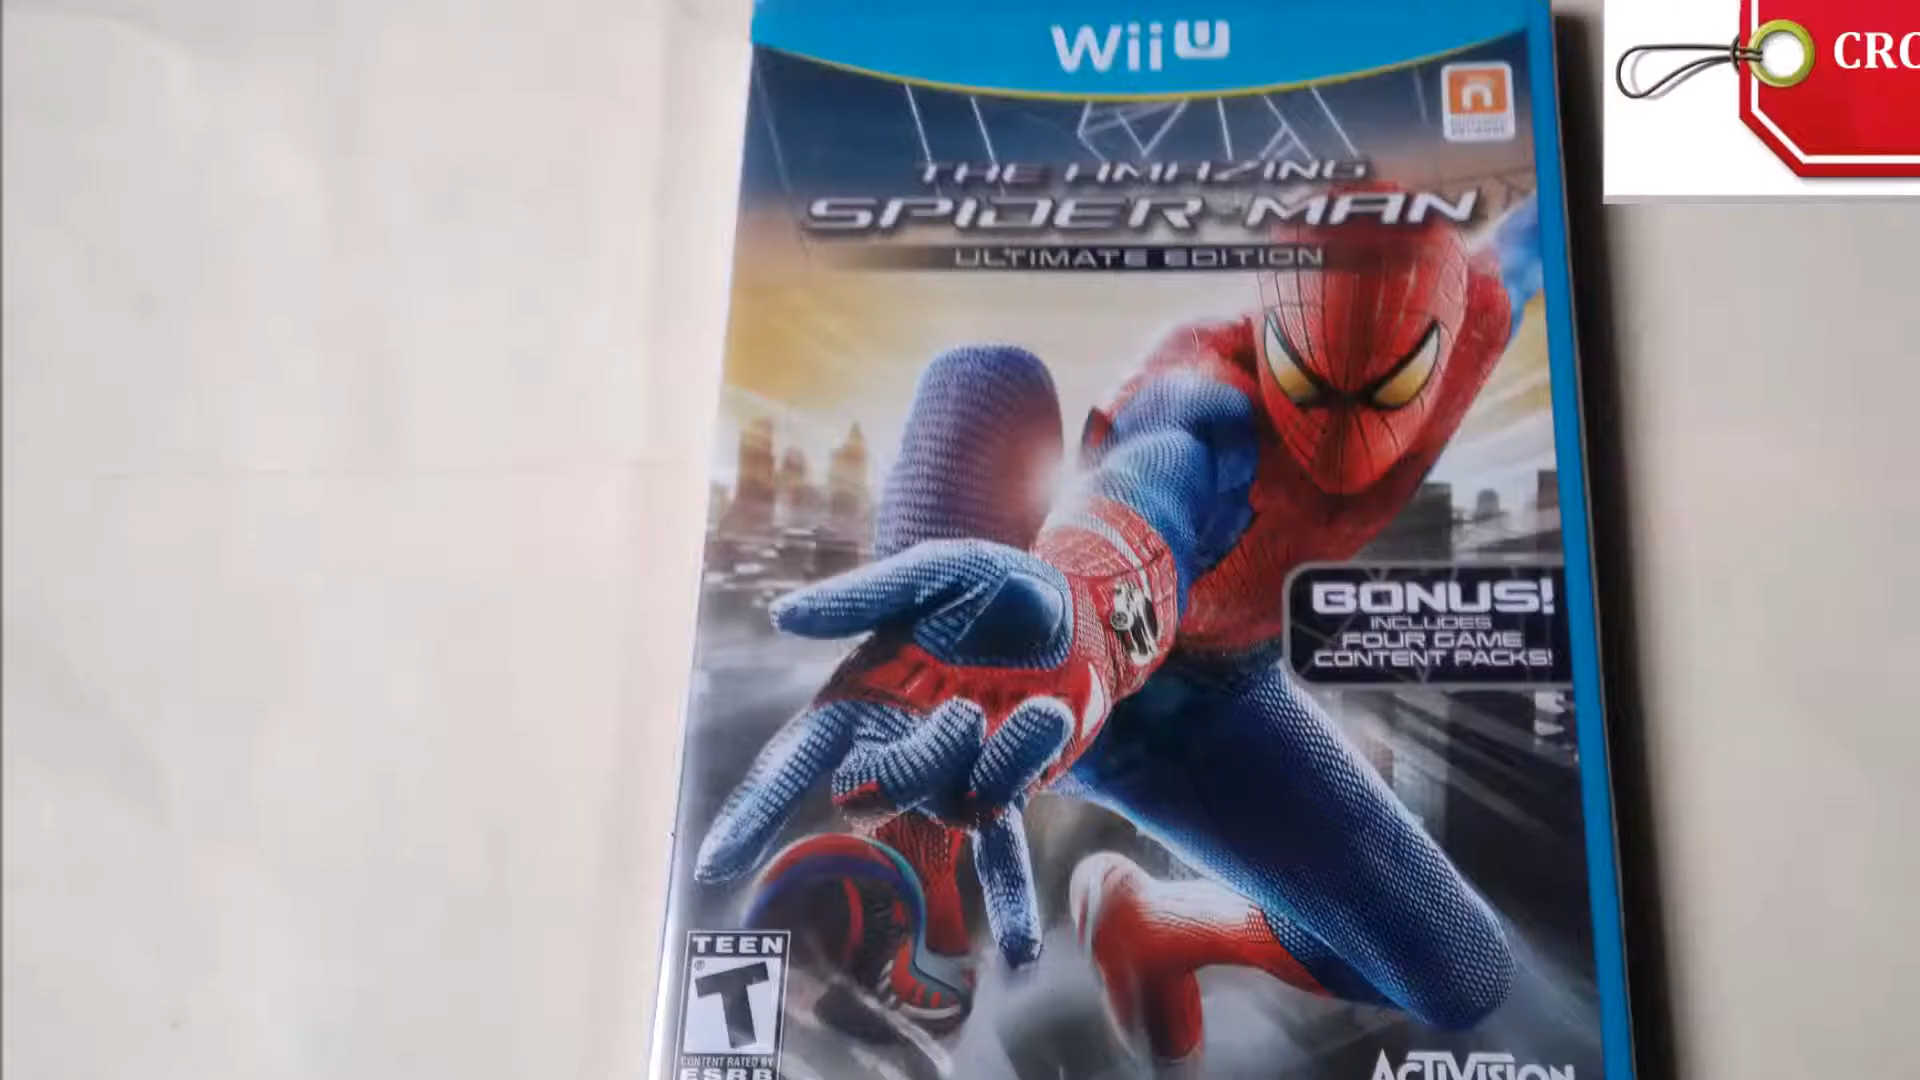 Wii U
CRO
THE AMAZING
SPIDER-MAN
ULTIMATE EDITION
BONUS!
INCLUDES
FOUR GAME
CONTENT PACKS!
TEEN
T
CONTENT RATED BY
ESRB
ACTIVISION